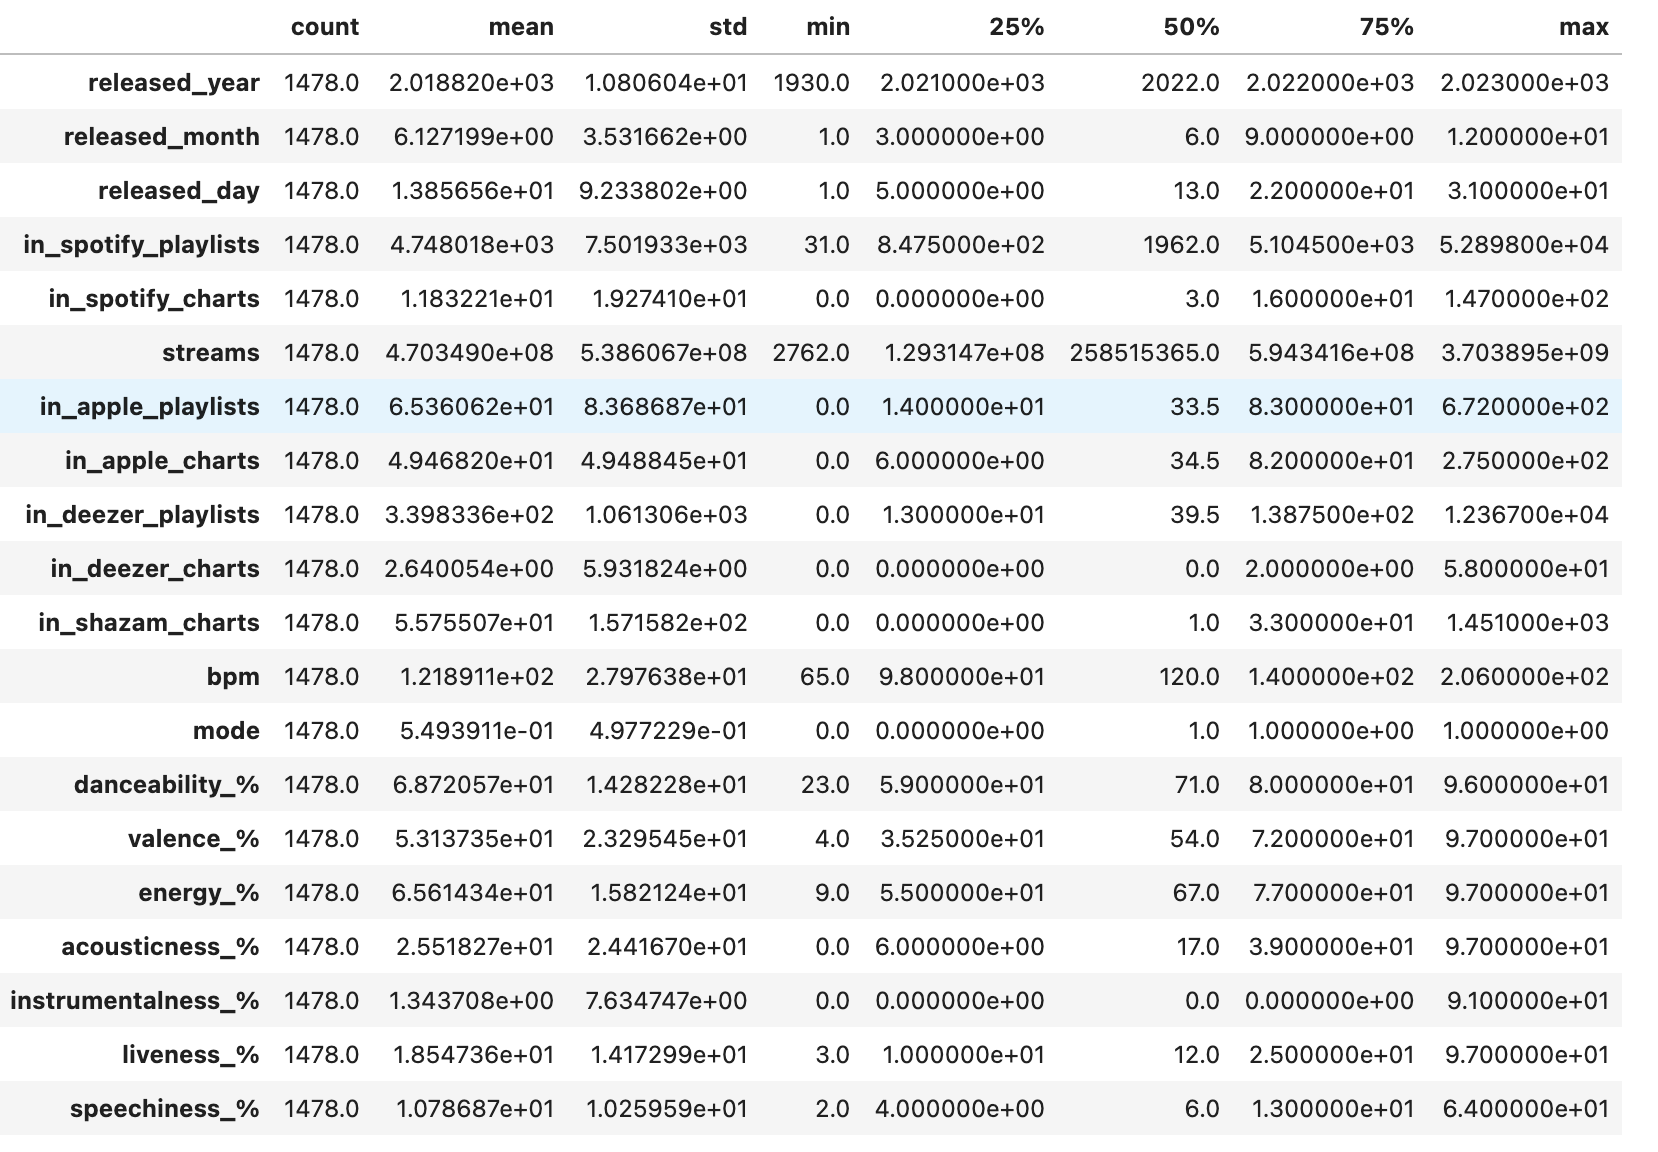 count mean std min 25% 50% 75% max
released_year 1478.0 2.018820e+03 1.080604e+01 1930.0 2.021000e+03 2022.0 2.022000e+03 2.023000e+03
released_month 1478.0 6.127199e+00 3.531662e+00 1.0 3.000000e+00 6.0 9.000000e+00 1.200000e+01
released_day 1478.0 1.385656e+01 9.233802e+00 1.0 5.000000e+00 13.0 2.200000e+01 3.100000e+01
in_spotify_playlists 1478.0 4.748018e+03 7.501933e+03 31.0 8.475000e+02 1962.0 5.104500e+03 5.289800e+04
in_spotify_charts 1478.0 1.183221e+01 1.927410e+01 0.0 0.000000e+00 3.0 1.600000e+01 1.470000e+02
streams 1478.0 4.703490e+08 5.386067e+08 2762.0 1.293147e+08 258515365.0 5.943416e+08 3.703895e+09
in_apple_playlists 1478.0 6.536062e+01 8.368687e+01 0.0 1.400000e+01 33.5 8.300000e+01 6.720000e+02
in_apple_charts 1478.0 4.946820e+01 4.948845e+01 0.0 6.000000e+00 34.5 8.200000e+01 2.750000e+02
in_deezer_playlists 1478.0 3.398336e+02 1.061306e+03 0.0 1.300000e+01 39.5 1.387500e+02 1.236700e+04
in_deezer_charts 1478.0 2.640054e+00 5.931824e+00 0.0 0.000000e+00 0.0 2.000000e+00 5.800000e+01
in_shazam_charts 1478.0 5.575507e+01 1.571582e+02 0.0 0.000000e+00 1.0 3.300000e+01 1.451000e+03
bpm 1478.0 1.218911e+02 2.797638e+01 65.0 9.800000e+01 120.0 1.400000e+02 2.060000e+02
mode 1478.0 5.493911e-01 4.977229e-01 0.0 0.000000e+00 1.0 1.000000e+00 1.000000e+00
danceability_% 1478.0 6.872057e+01 1.428228e+01 23.0 5.900000e+01 71.0 8.000000e+01 9.600000e+01
valence_% 1478.0 5.313735e+01 2.329545e+01 4.0 3.525000e+01 54.0 7.200000e+01 9.700000e+01
energy_% 1478.0 6.561434e+01 1.582124e+01 9.0 5.500000e+01 67.0 7.700000e+01 9.700000e+01
acousticness_% 1478.0 2.551827e+01 2.441670e+01 0.0 6.000000e+00 17.0 3.900000e+01 9.700000e+01
instrumentalness_% 1478.0 1.343708e+00 7.634747e+00 0.0 0.000000e+00 0.0 0.000000e+00 9.100000e+01
liveness_% 1478.0 1.854736e+01 1.417299e+01 3.0 1.000000e+01 12.0 2.500000e+01 9.700000e+01
speechiness_% 1478.0 1.078687e+01 1.025959e+01 2.0 4.000000e+00 6.0 1.300000e+01 6.400000e+01